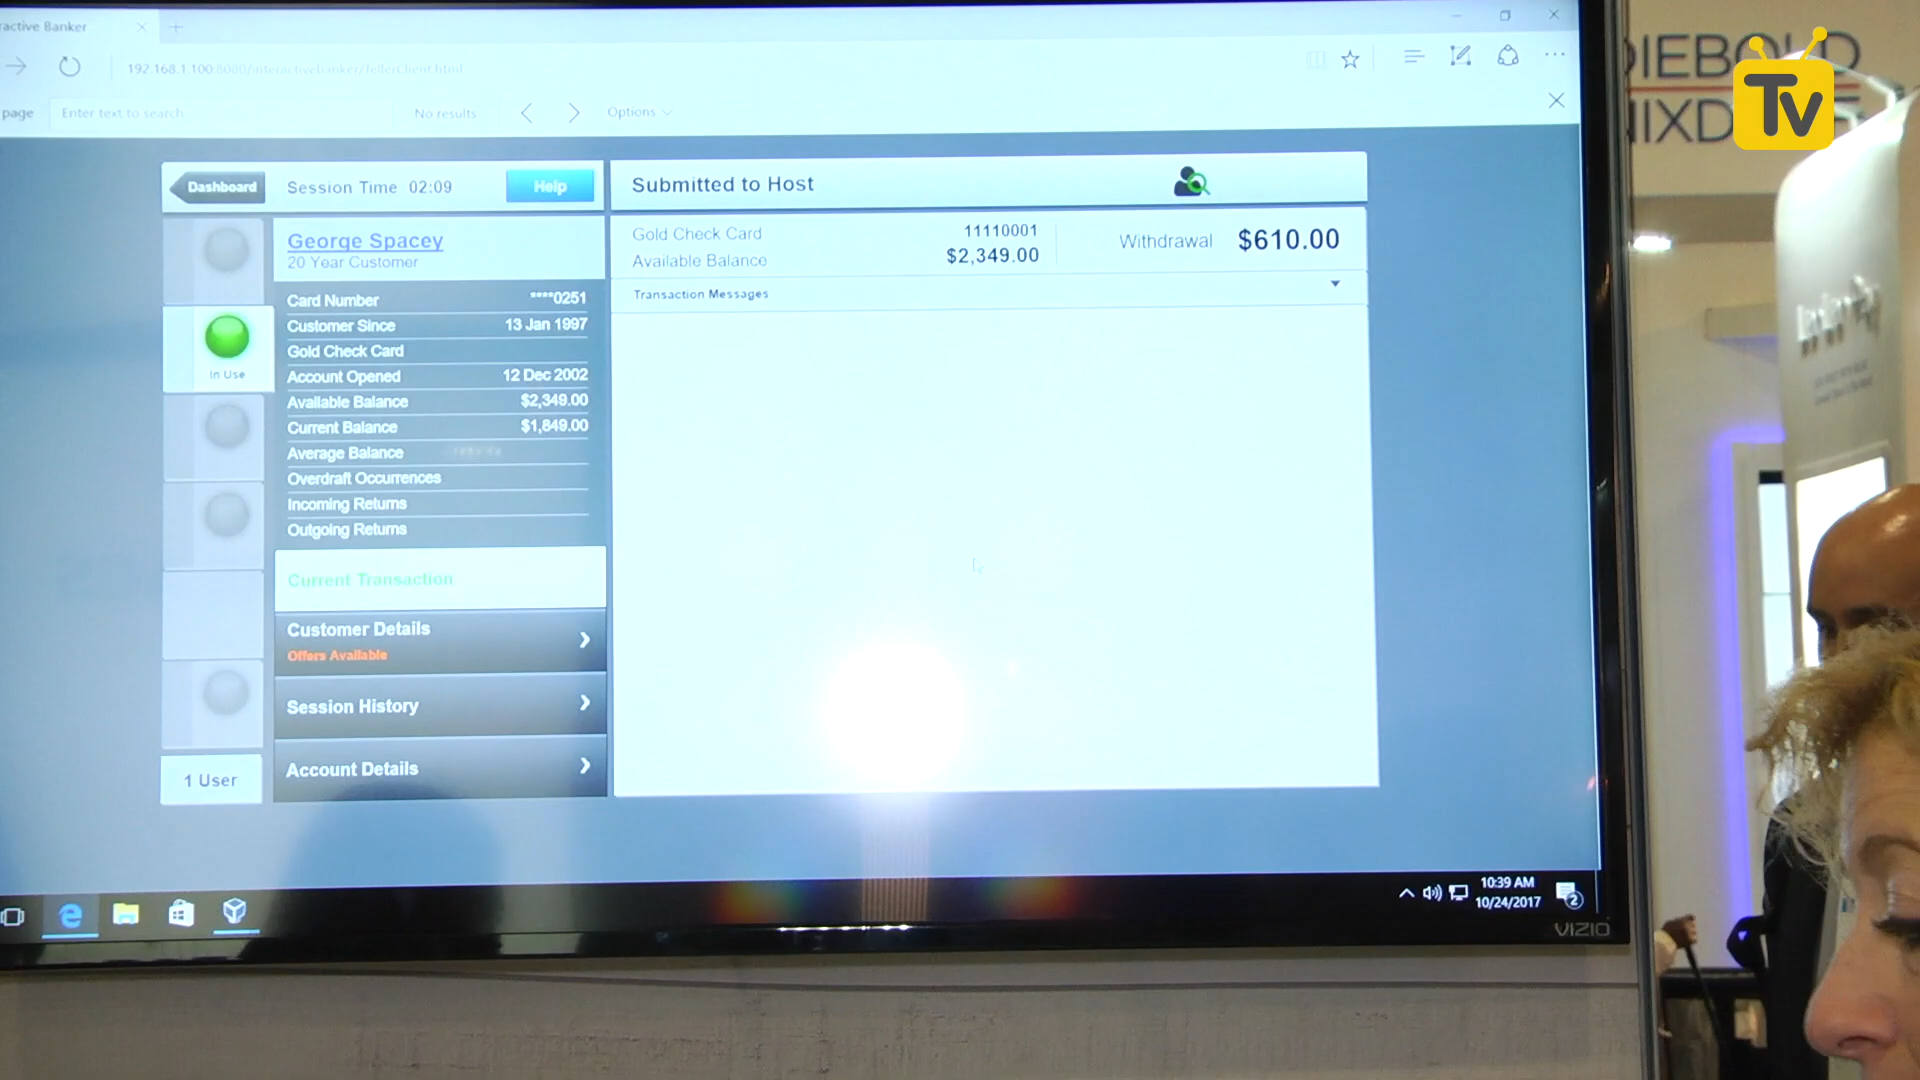 ractive Banker
192.168.1.100:8080/interactivebanker/TellerClient.html
page
Enter text to search
No results
Options
DIEBOLD
NIXD
Tv
Dashboard
Session Time 02:09
Help
Submitted to Host
George Spacey
20 Year Customer
Gold Check Card 11110001
Available Balance $2,349.00
Withdrawal $610.00
Transaction Messages
Card Number ****0251
Customer Since 13 Jan 1997
Gold Check Card
Account Opened 12 Dec 2002
Available Balance $2,349.00
Current Balance $1,849.00
Average Balance
Overdraft Occurrences
Incoming Returns
Outgoing Returns
In Use
Current Transaction
Customer Details
Offers Available
Session History
Account Details
1 User
10:39 AM
10/24/2017
2
VIZIO